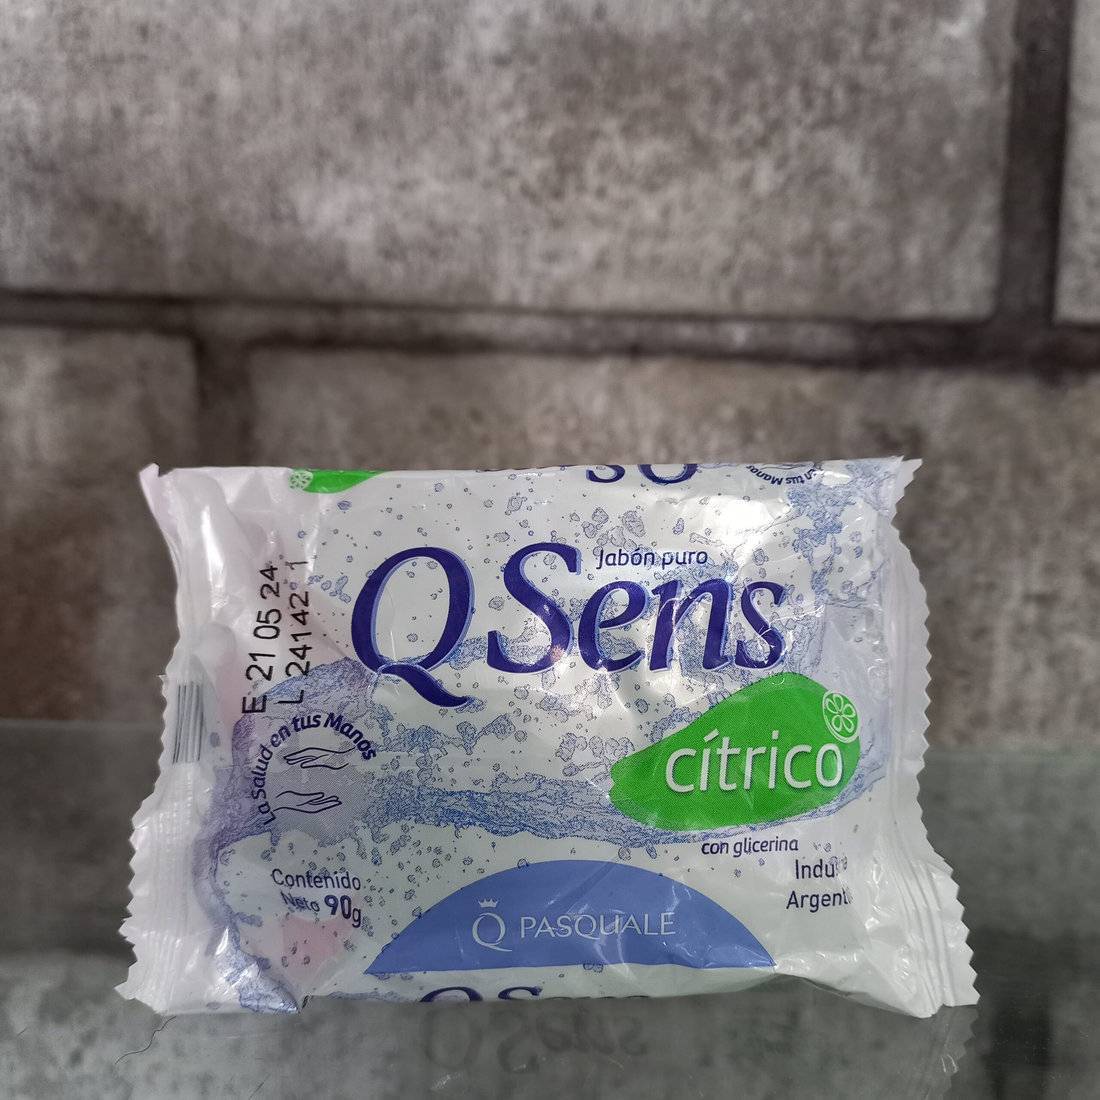 Jabón puro
QSens
cítrico
con glicerina
Argent
E 21 05 24
L 24142 1
La Salud en tus Manos
Contenido
Neto 90g
Q PASQUALE